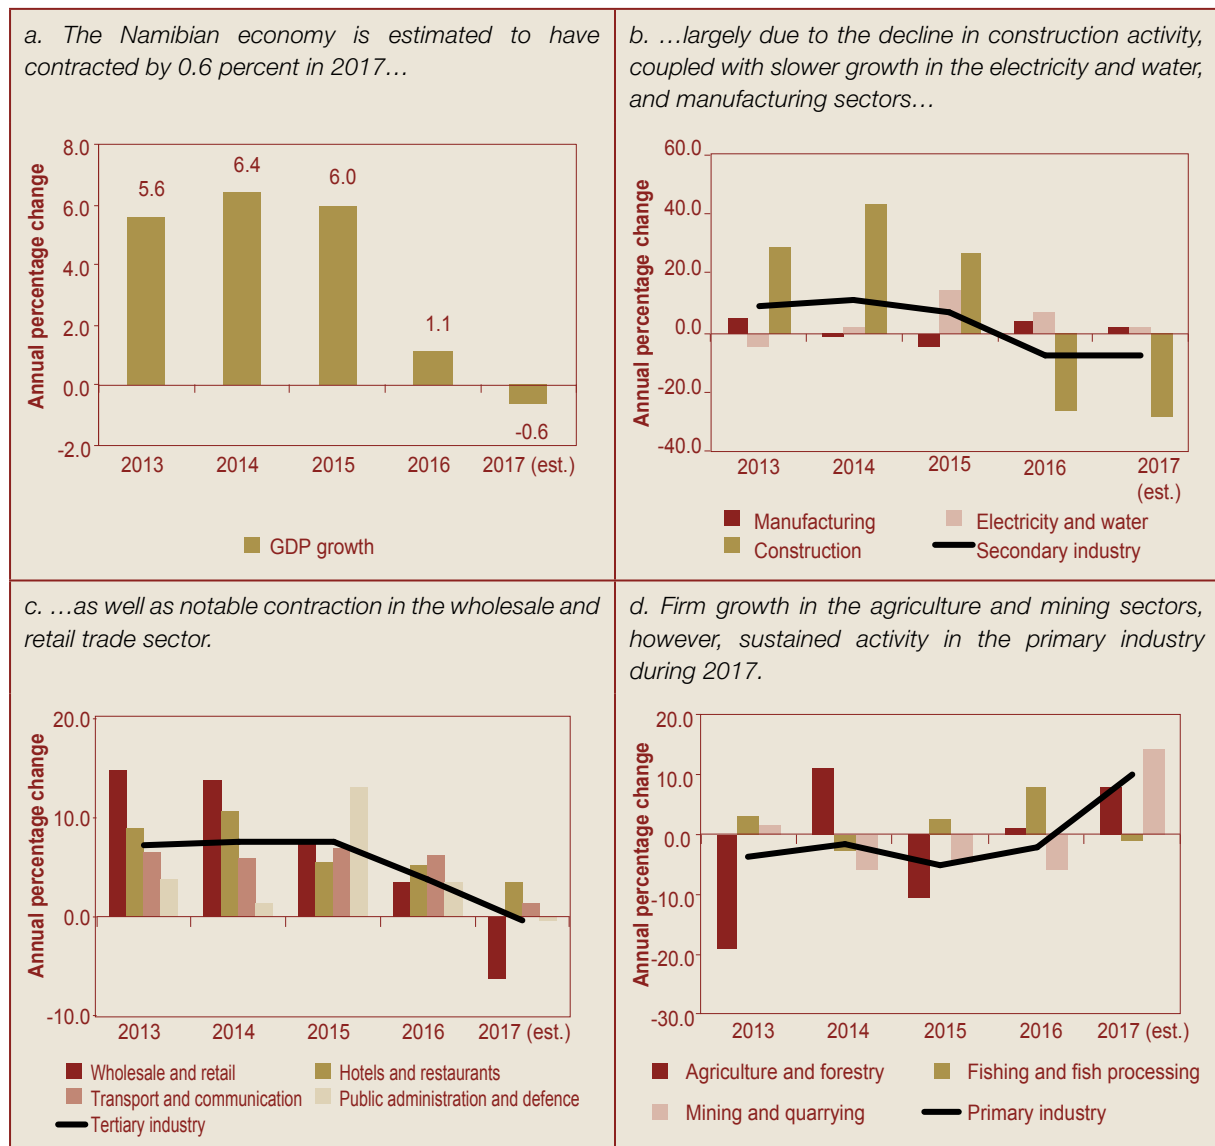 a. The Namibian economy is estimated to have
contracted by 0.6 percent in 2017…
Annual percentage change
8.0
6.0
4.0
2.0
0.0
-2.0
5.6
6.4
6.0
1.1
-0.6
2013
2014
2015
2016
2017 (est.)
GDP growth
b. …largely due to the decline in construction activity,
coupled with slower growth in the electricity and water,
and manufacturing sectors…
Annual percentage change
60.0
40.0
20.0
0.0
-20.0
-40.0
2013
2014
2015
2016
2017
(est.)
Manufacturing
Electricity and water
Construction
Secondary industry
c. …as well as notable contraction in the wholesale and
retail trade sector.
Annual percentage change
20.0
10.0
0.0
-10.0
2013
2014
2015
2016
2017 (est.)
Wholesale and retail
Hotels and restaurants
Transport and communication
Public administration and defence
Tertiary industry
d. Firm growth in the agriculture and mining sectors,
however, sustained activity in the primary industry
during 2017.
Annual percentage change
20.0
10.0
0.0
-10.0
-20.0
-30.0
2013
2014
2015
2016
2017 (est.)
Agriculture and forestry
Fishing and fish processing
Mining and quarrying
Primary industry